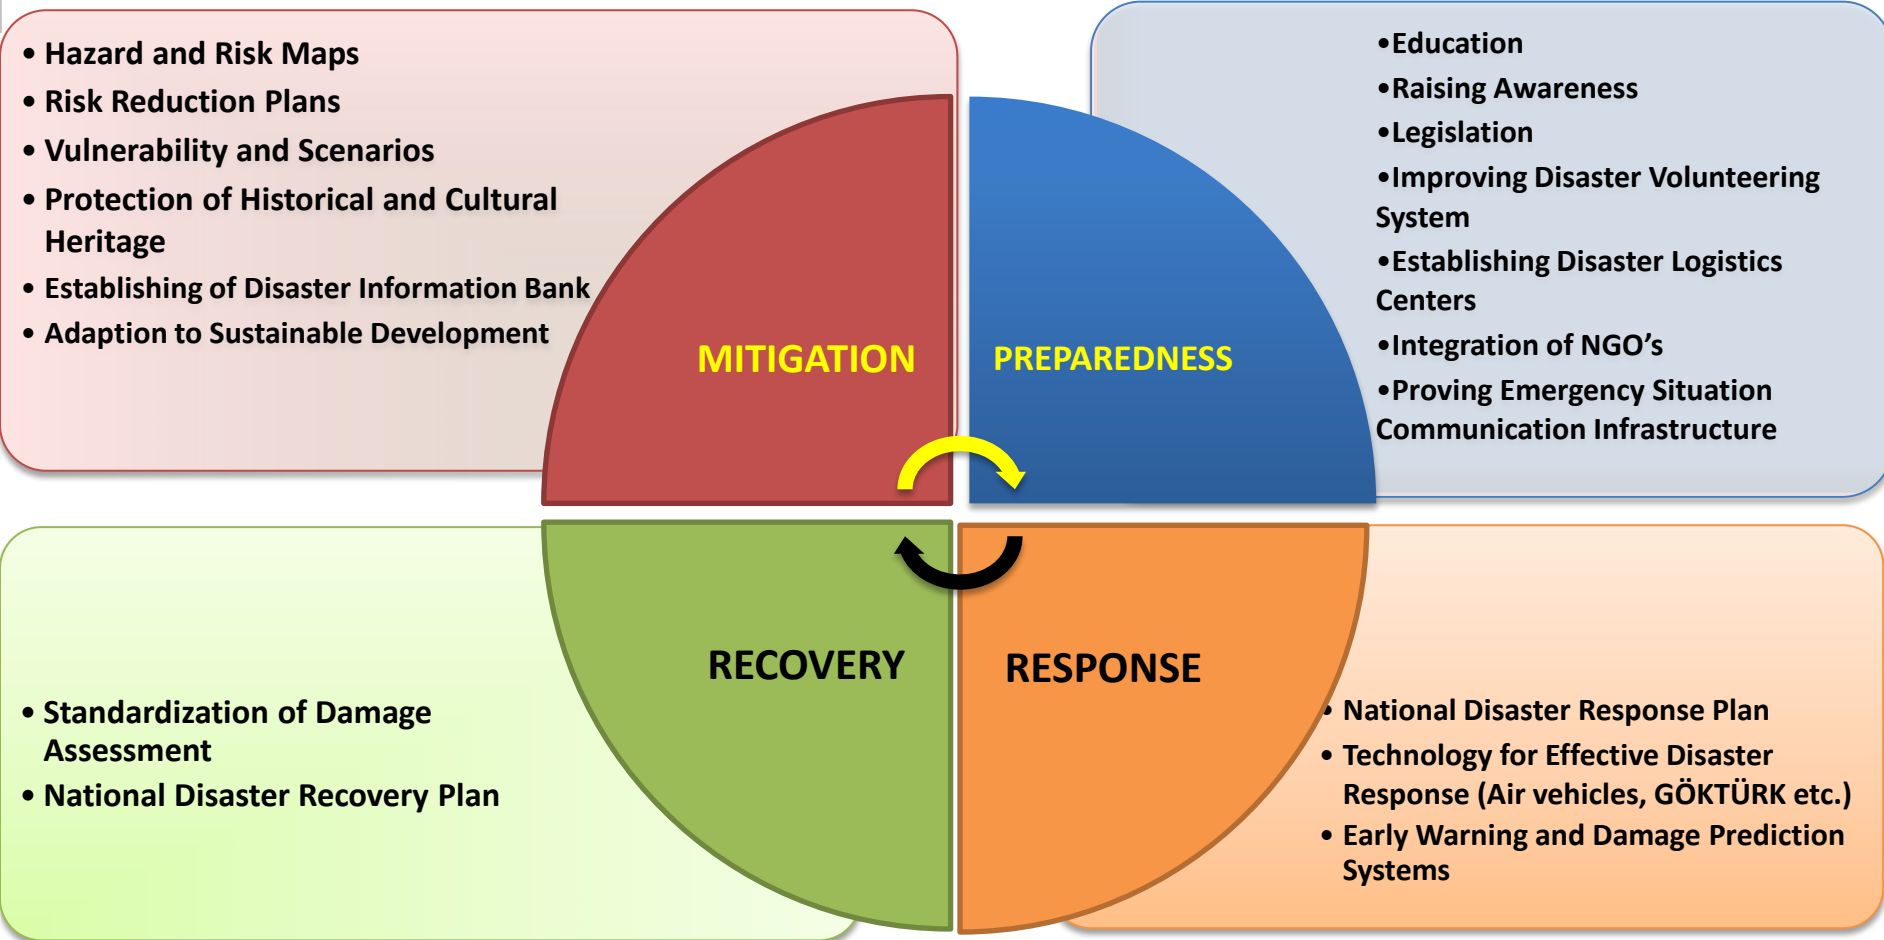 • Hazard and Risk Maps
• Risk Reduction Plans
• Vulnerability and Scenarios
• Protection of Historical and Cultural
Heritage
• Establishing of Disaster Information Bank
• Adaption to Sustainable Development
MITIGATION
•Education
•Raising Awareness
•Legislation
•Improving Disaster Volunteering
System
•Establishing Disaster Logistics
Centers
•Integration of NGO’s
•Proving Emergency Situation
Communication Infrastructure
PREPAREDNESS
• Standardization of Damage
Assessment
• National Disaster Recovery Plan
RECOVERY
RESPONSE
• National Disaster Response Plan
• Technology for Effective Disaster
Response (Air vehicles, GÖKTÜRK etc.)
• Early Warning and Damage Prediction
Systems